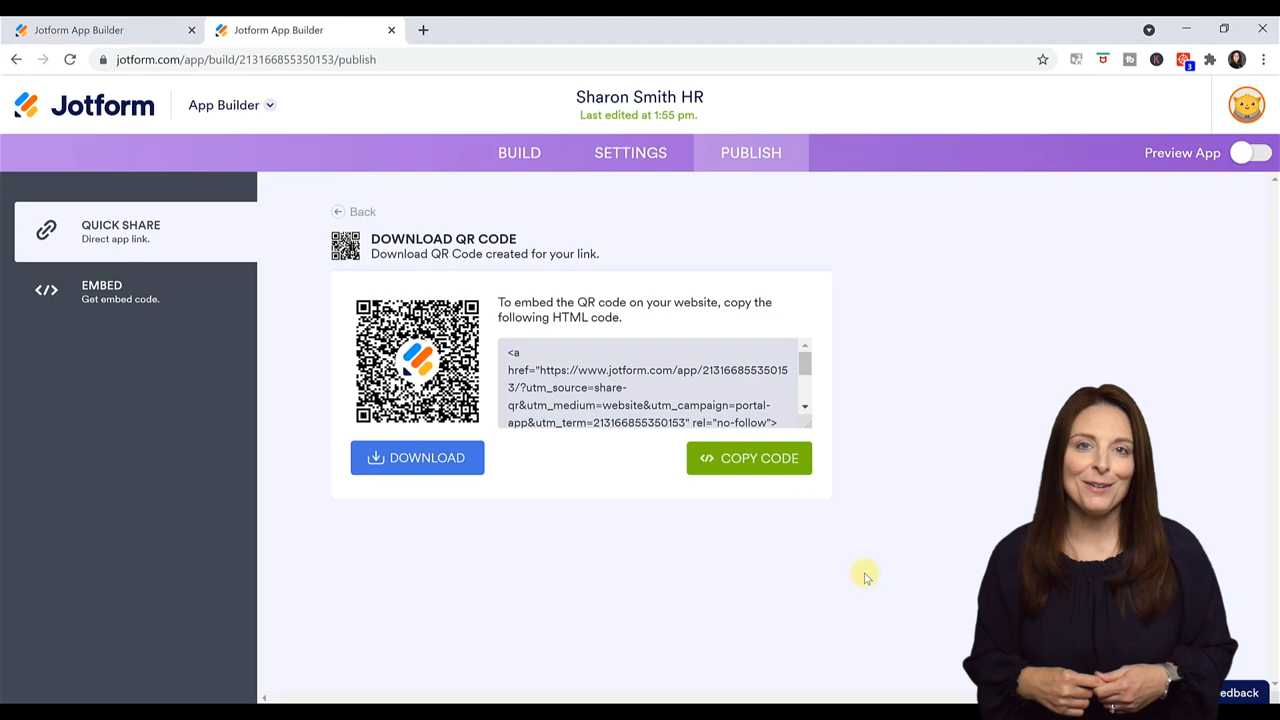 Jotform App Builder
Jotform App Builder
jotform.com/app/build/213166855350153/publish
3
Jotform
App Builder
Sharon Smith HR
Last edited at 1:55 pm.
BUILD
SETTINGS
PUBLISH
Preview App
QUICK SHARE
Direct app link.
EMBED
Get embed code.
Back
DOWNLOAD QR CODE
Download QR Code created for your link.
To embed the QR code on your website, copy the
following HTML code.
<a
href="https://www.jotform.com/app/21316685535015
3/?utm_source=share-
qr&utm_medium=website&utm_campaign=portal-
app&utm_term=213166855350153" rel="no-follow">
DOWNLOAD
</> COPY CODE
edback